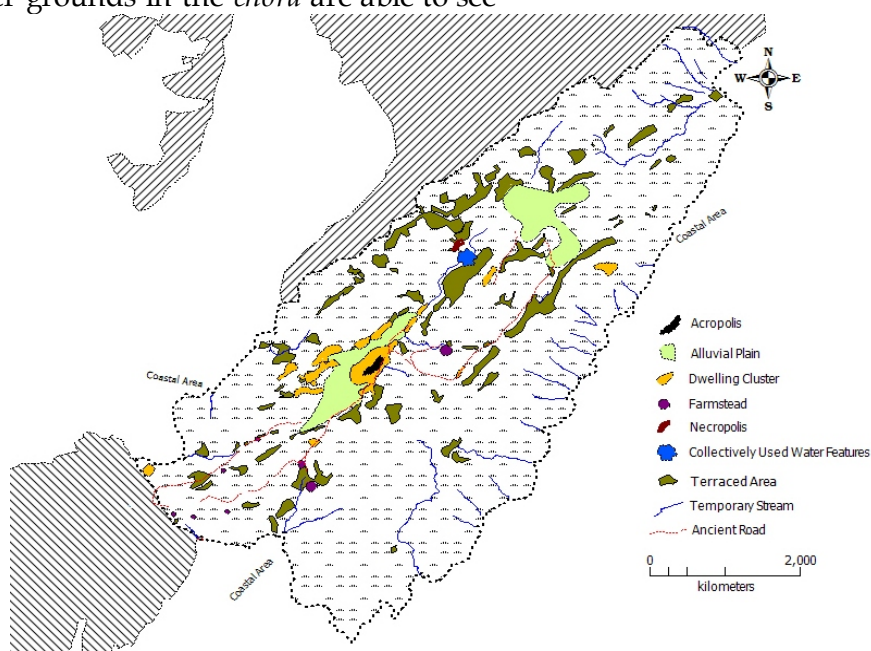 er grounds in the chora are able to see
N
W E
S
Coastal Area
Acropolis
Alluvial Plain
Coastal Area
Dwelling Cluster
Farmstead
Necropolis
Collectively Used Water Features
Terraced Area
Temporary Stream
Ancient Road
0 2,000
kilometers
Coastal Area